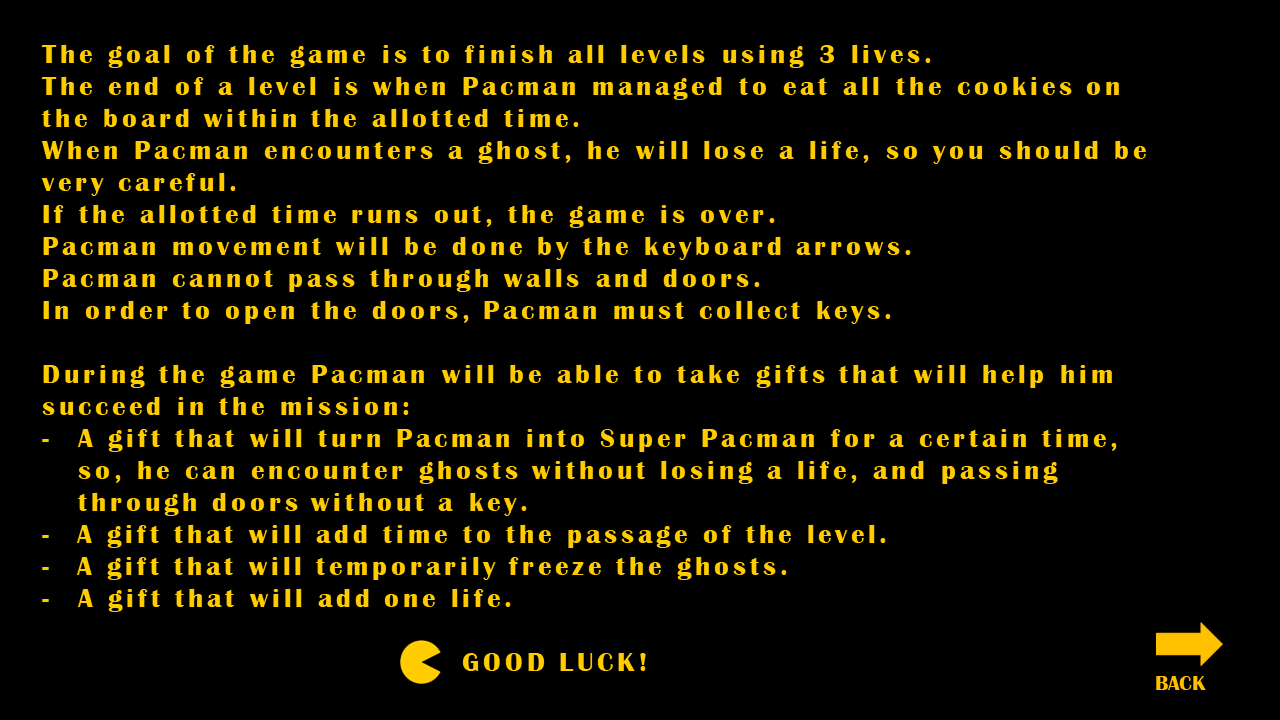 The goal of the game is to finish all levels using 3 lives.
The end of a level is when Pacman managed to eat all the cookies on
the board within the allotted time.
When Pacman encounters a ghost, he will lose a life, so you should be
very careful.
If the allotted time runs out, the game is over.
Pacman movement will be done by the keyboard arrows.
Pacman cannot pass through walls and doors.
In order to open the doors, Pacman must collect keys.
During the game Pacman will be able to take gifts that will help him
succeed in the mission:
- A gift that will turn Pacman into Super Pacman for a certain time,
so, he can encounter ghosts without losing a life, and passing
through doors without a key.
- A gift that will add time to the passage of the level.
- A gift that will temporarily freeze the ghosts.
- A gift that will add one life.
GOOD LUCK!
BACK